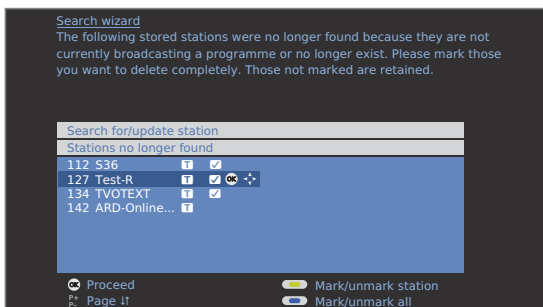 Search wizard
The following stored stations were no longer found because they are not
currently broadcasting a programme or no longer exist. Please mark those
you want to delete completely. Those not marked are retained.
Search for/update station
Stations no longer found
112 S36 T
127 Test-R T OK
134 TVOTEXT T
142 ARD-Online... T
OK Proceed
Mark/unmark station
P+ P- Page
Mark/unmark all